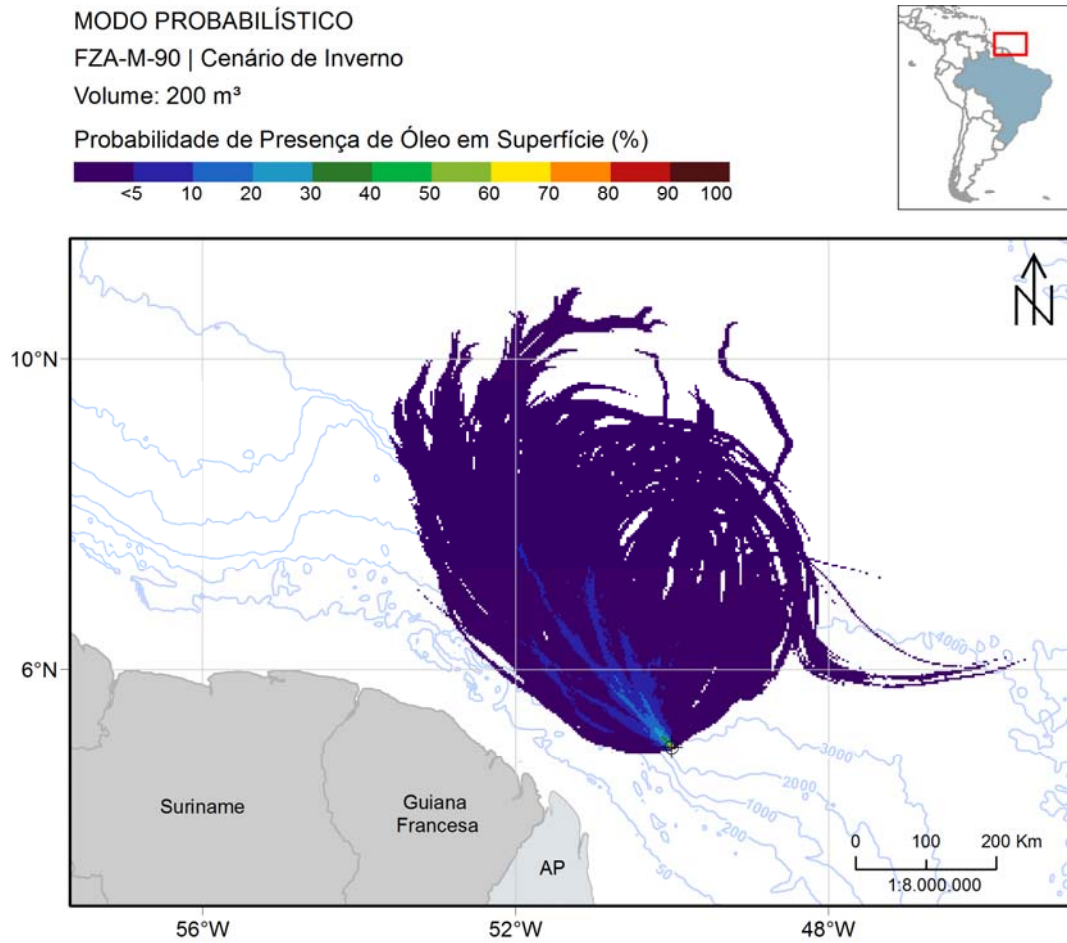 MODO PROBABILÍSTICO
FZA-M-90 | Cenário de Inverno
Volume: 200 m³
Probabilidade de Presença de Óleo em Superfície (%)
<5 10 20 30 40 50 60 70 80 90 100
N
10°N
6°N
4000
3000
2000
1000
200
50
Suriname
Guiana
Francesa
AP
0 100 200 Km
1:8.000.000
56°W 52°W 48°W